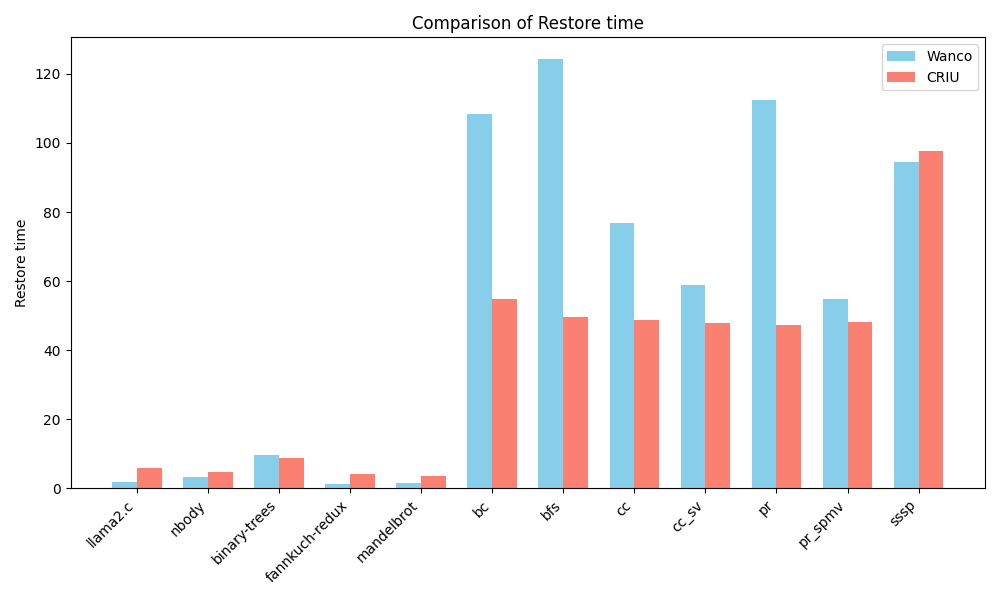 Comparison of Restore time
Wanco
CRIU
Restore time
120
100
80
60
40
20
0
llama2.c
nbody
binary-trees
fannkuch-redux
mandelbrot
bc
bfs
cc
cc_sv
pr
pr_spmv
sssp